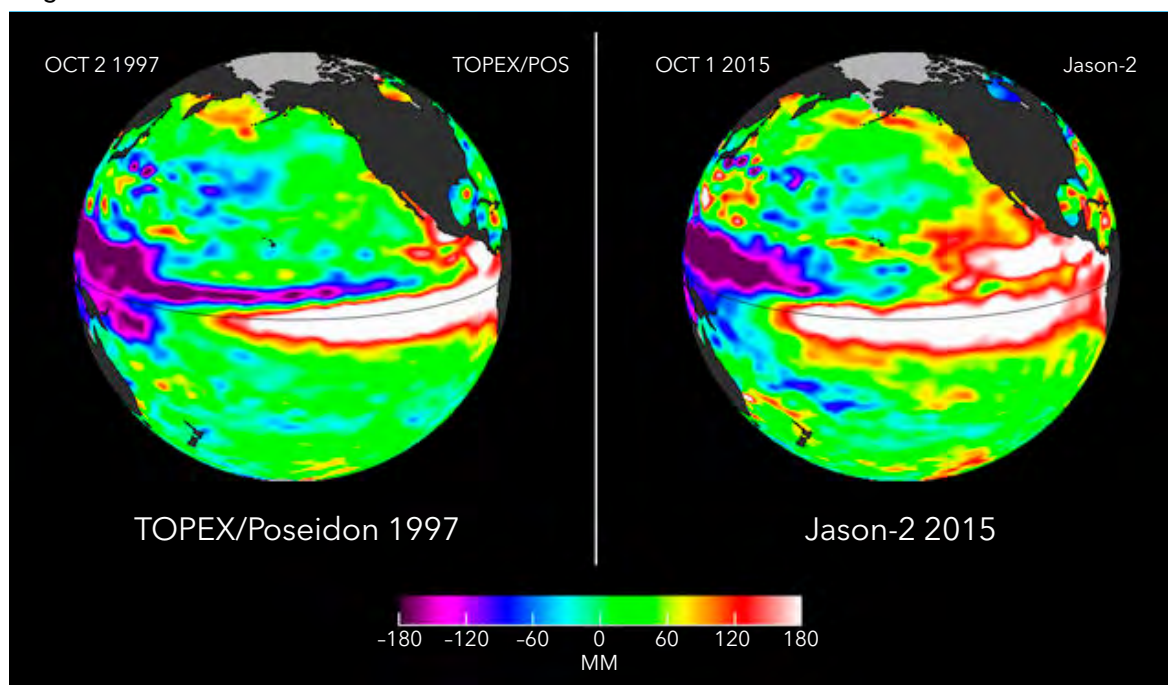 OCT 2 1997
TOPEX/POS
OCT 1 2015
Jason-2
TOPEX/Poseidon 1997
Jason-2 2015
-180 -120 -60 0 60 120 180
MM